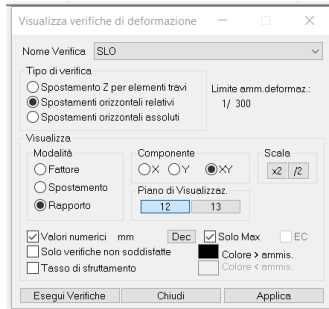 Visualizza verifiche di deformazione
Nome Verifica SLO
Tipo di verifica
Spostamento Z per elementi travi
Spostamenti orizzontali relativi
Spostamenti orizzontali assoluti
Limite amm.deformaz.:
1/ 300
Visualizza
Modalità
Fattore
Spostamento
Rapporto
Componente
X Y XY
Scala
x2 /2
Piano di Visualizzaz.
12 13
Valori numerici mm Dec Solo Max EC
Solo verifiche non soddisfatte
Colore > ammis.
Tasso di sfruttamento
Colore < ammis.
Esegui Verifiche Chiudi Applica